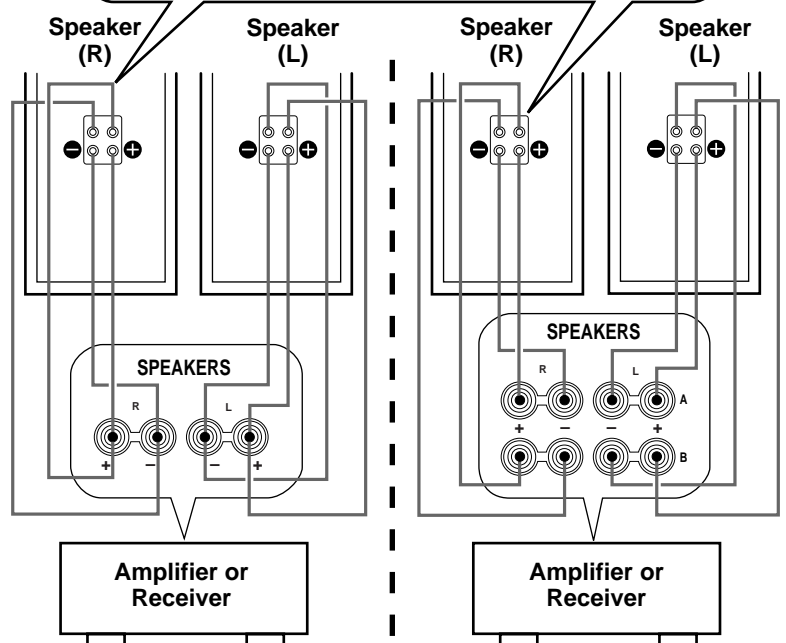 Speaker
(R)
Speaker
(L)
SPEAKERS
R
L
+
−
−
+
Amplifier or
Receiver
Speaker
(R)
Speaker
(L)
SPEAKERS
R
L
A
+
−
−
+
B
Amplifier or
Receiver